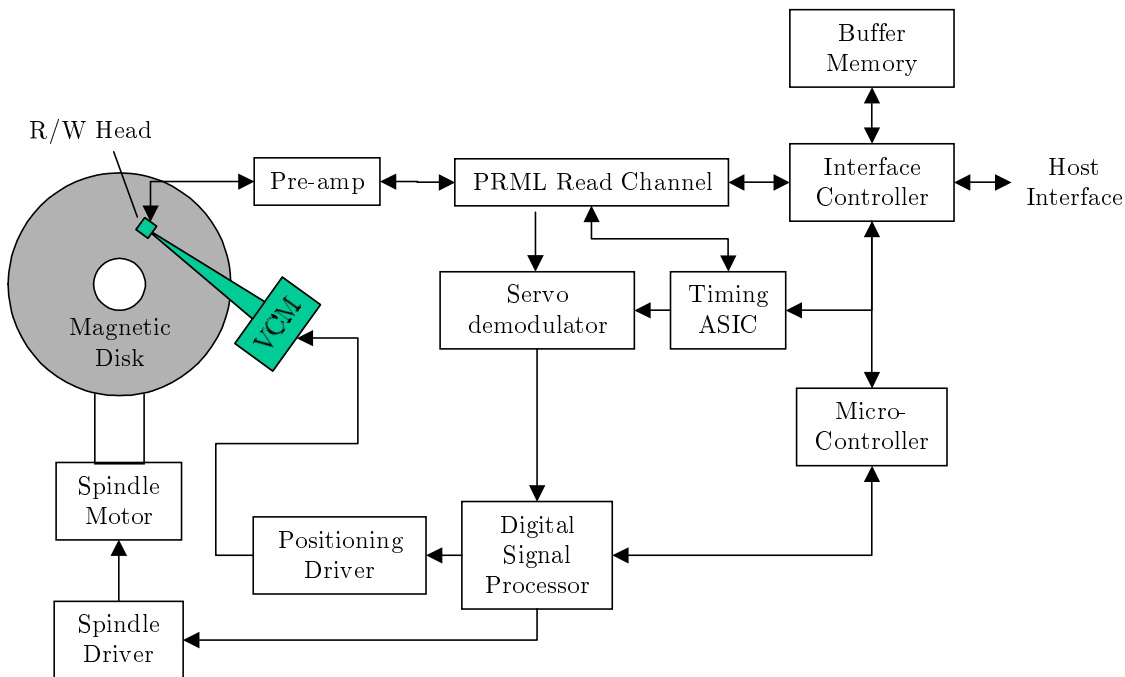 Buffer
Memory
R/W Head
Pre-amp
PRML Read Channel
Interface
Controller
Host
Interface
Magnetic
Disk
VCM
Servo
demodulator
Timing
ASIC
Micro-
Controller
Spindle
Motor
Positioning
Driver
Digital
Signal
Processor
Spindle
Driver